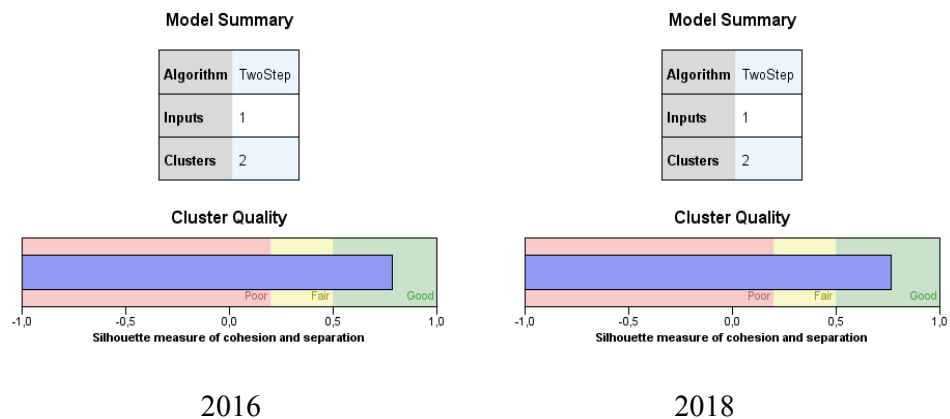 Model Summary
Algorithm TwoStep
Inputs 1
Clusters 2
Cluster Quality
Poor Fair Good
-1,0 -0,5 0,0 0,5 1,0
Silhouette measure of cohesion and separation
2016
Model Summary
Algorithm TwoStep
Inputs 1
Clusters 2
Cluster Quality
Poor Fair Good
-1,0 -0,5 0,0 0,5 1,0
Silhouette measure of cohesion and separation
2018